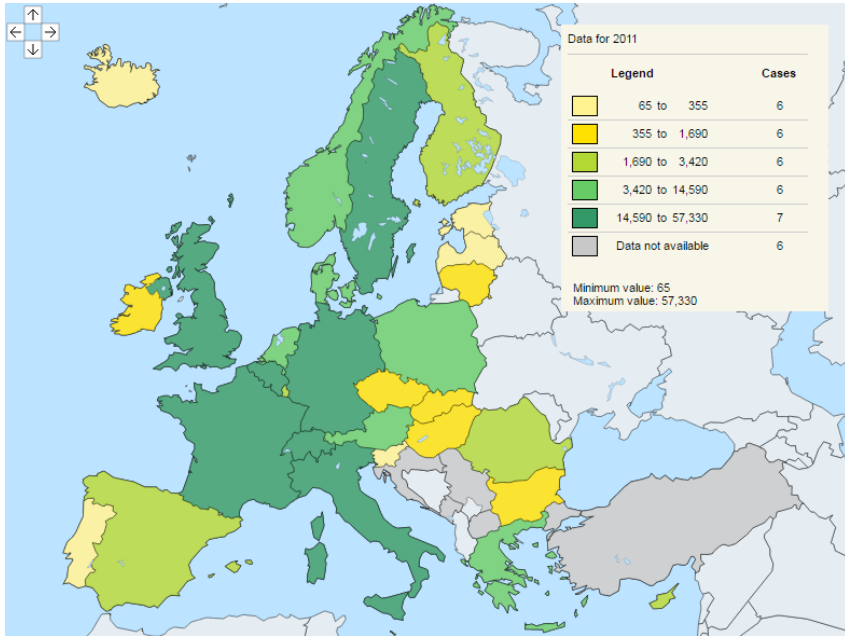 Data for 2011
Legend Cases
65 to 355 6
355 to 1,690 6
1,690 to 3,420 6
3,420 to 14,590 6
14,590 to 57,330 7
Data not available 6
Minimum value: 65
Maximum value: 57,330